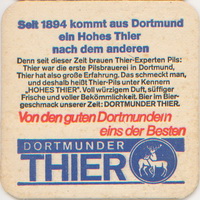 Seit 1894 kommt aus Dortmund
ein Hohes Thier
nach dem anderen
Denn seit dieser Zeit brauen Thier-Experten Pils:
Thier war die erste Pilsbrauerei in Dortmund,
Thier hat also große Erfahrung. Das schmeckt man,
und deshalb heißt Thier-Pils unter Kennern
„HOHES THIER". Voll würzigem Duft, süffiger
Frische und voller Bekömmlichkeit. Bier im Bier-
geschmack unserer Zeit: DORTMUNDER THIER.
Von den guten Dortmundern
eins der Besten
DORTMUNDER
THIER